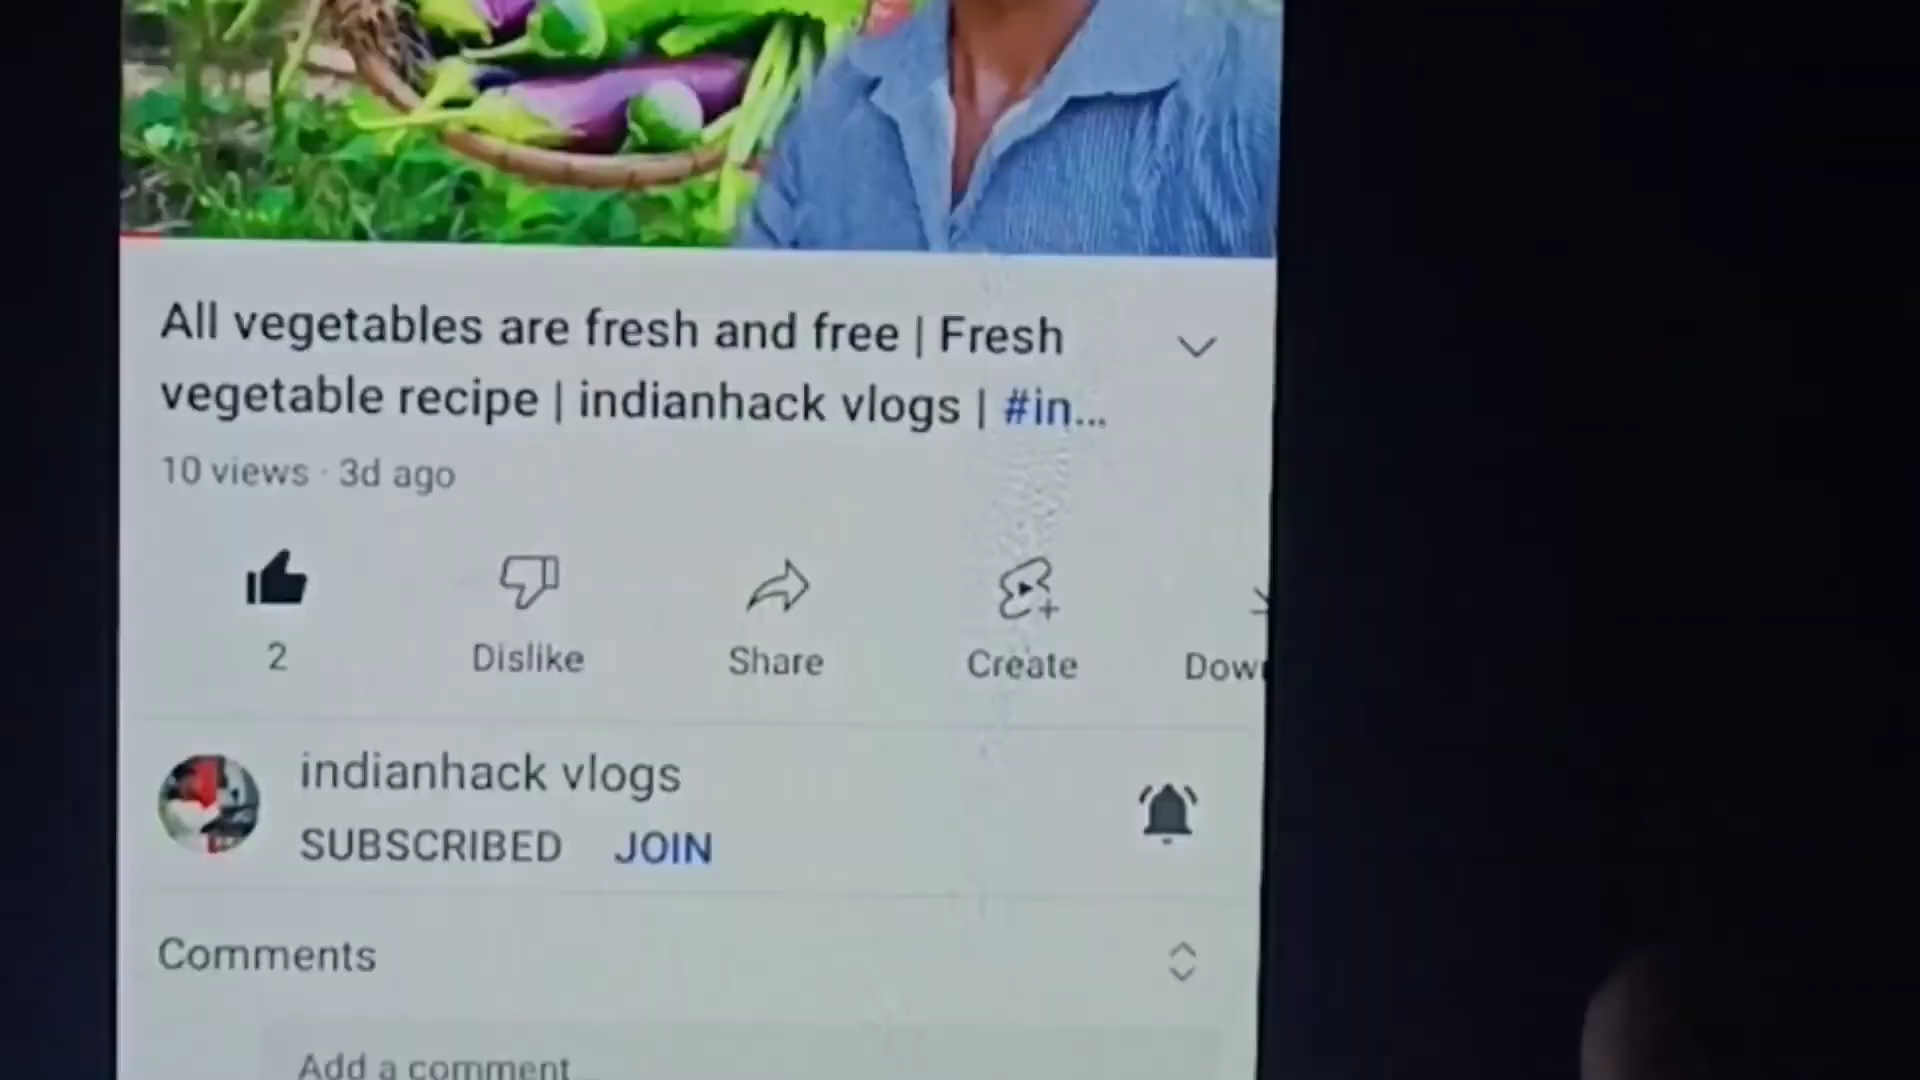 All vegetables are fresh and free | Fresh
vegetable recipe | indianhack vlogs | #in...
10 views · 3d ago
2
Dislike
Share
Create
Dow
indianhack vlogs
SUBSCRIBED
JOIN
Comments
Add a comment...